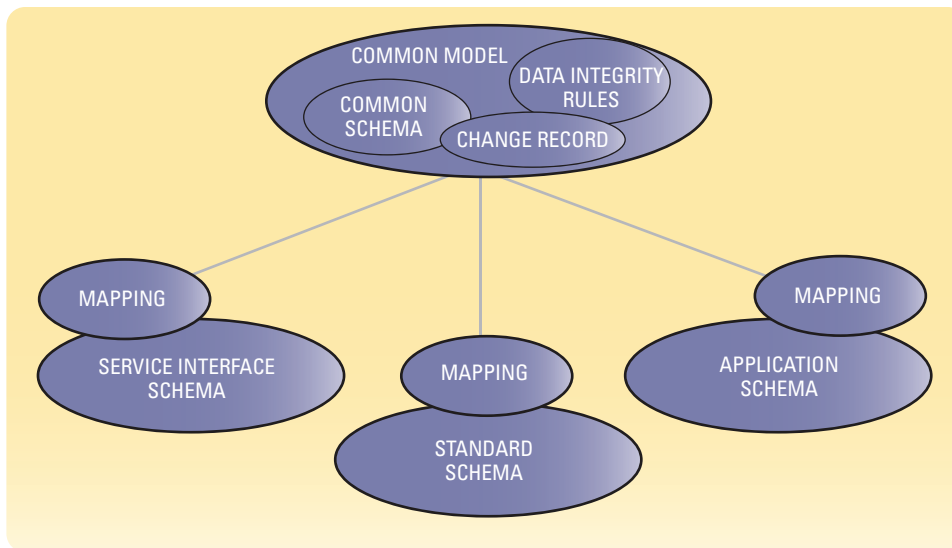 COMMON MODEL
DATA INTEGRITY
RULES
COMMON
SCHEMA
CHANGE RECORD
MAPPING
SERVICE INTERFACE
SCHEMA
MAPPING
STANDARD
SCHEMA
MAPPING
APPLICATION
SCHEMA